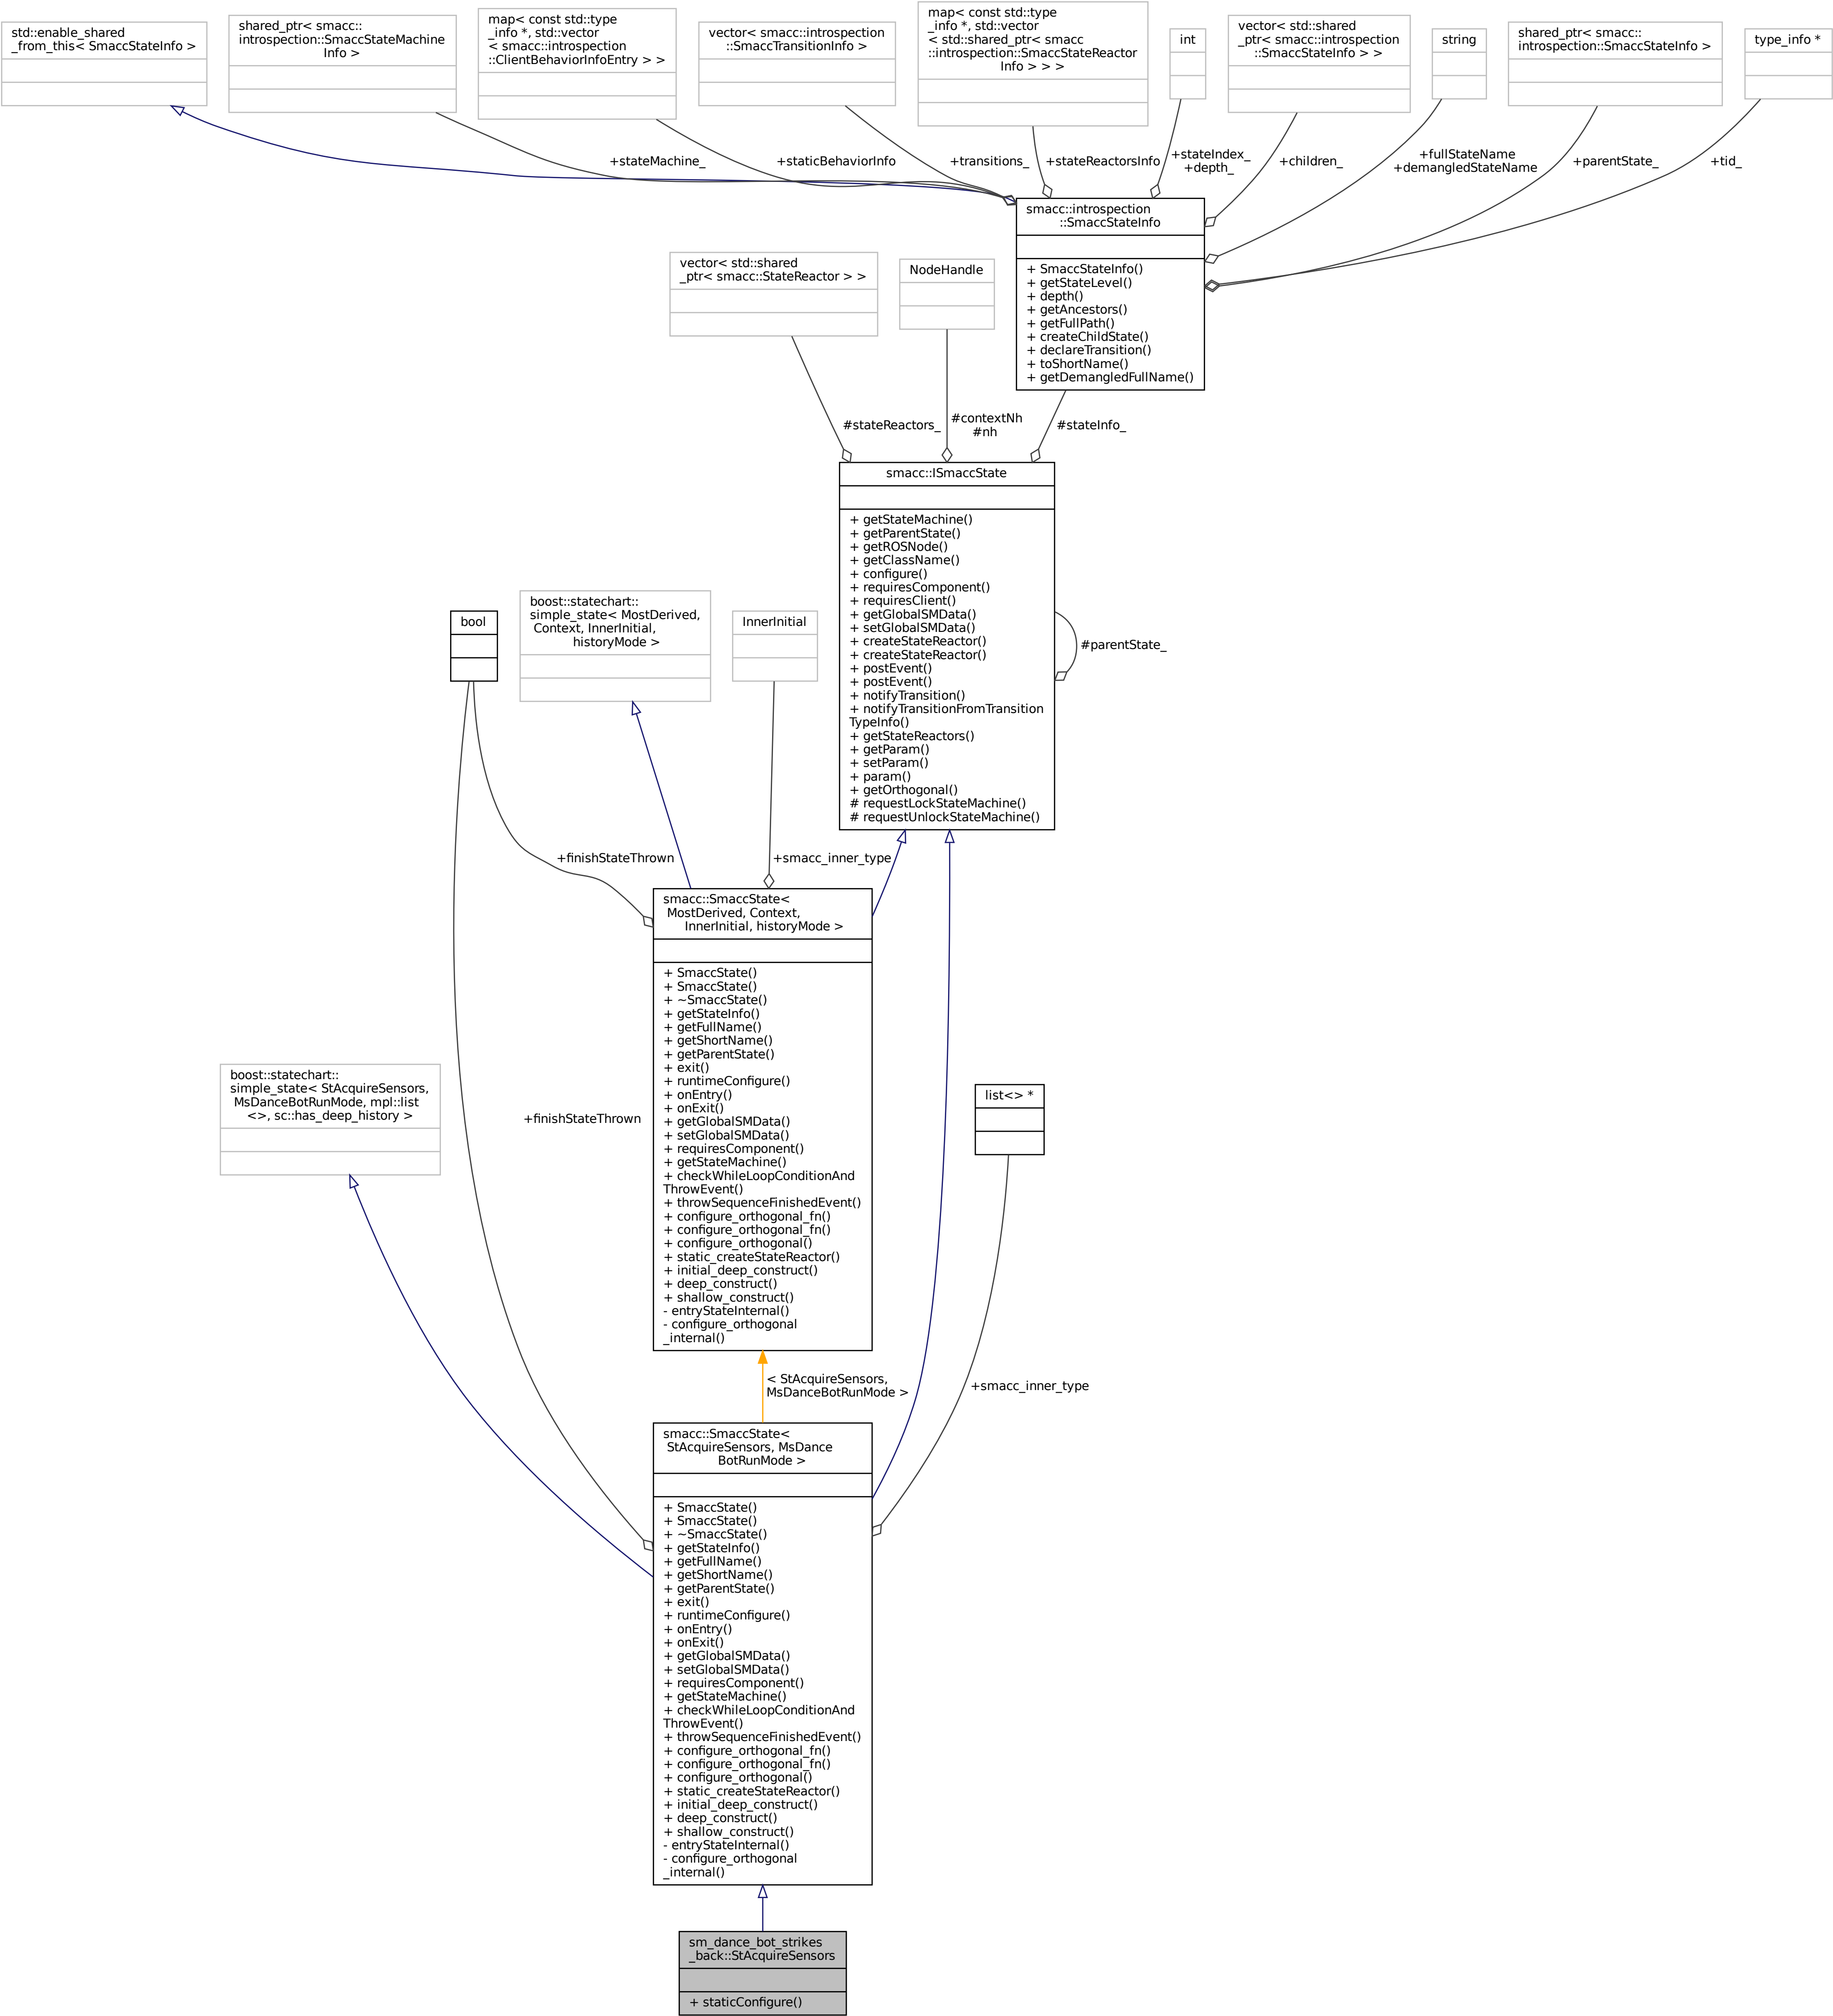 std::enable_shared
_from_this< SmaccStateInfo >
shared_ptr< smacc::
introspection::SmaccStateMachine
Info >
map< const std::type
_info *, std::vector
< smacc::introspection
::ClientBehaviorInfoEntry > >
vector< smacc::introspection
::SmaccTransitionInfo >
map< const std::type
_info *, std::vector
< std::shared_ptr< smacc
::introspection::SmaccStateReactor
Info > > >
int
vector< std::shared
_ptr< smacc::introspection
::SmaccStateInfo > >
string
shared_ptr< smacc::
introspection::SmaccStateInfo >
type_info *
+stateMachine_
+staticBehaviorInfo
+transitions_
+stateReactorsInfo
+stateIndex_
+depth_
+children_
+fullStateName
+demangledStateName
+parentState_
+tid_
smacc::introspection
::SmaccStateInfo
+ SmaccStateInfo()
+ getStateLevel()
+ depth()
+ getAncestors()
+ getFullPath()
+ createChildState()
+ declareTransition()
+ toShortName()
+ getDemangledFullName()
vector< std::shared
_ptr< smacc::StateReactor > >
NodeHandle
#stateReactors_
#contextNh
#nh
#stateInfo_
smacc::ISmaccState
+ getStateMachine()
+ getParentState()
+ getROSNode()
+ getClassName()
+ configure()
+ requiresComponent()
+ requiresClient()
+ getGlobalSMData()
+ setGlobalSMData()
+ createStateReactor()
+ createStateReactor()
+ postEvent()
+ postEvent()
+ notifyTransition()
+ notifyTransitionFromTransition
TypeInfo()
+ getStateReactors()
+ getParam()
+ setParam()
+ param()
+ getOrthogonal()
# requestLockStateMachine()
# requestUnlockStateMachine()
#parentState_
bool
boost::statechart::
simple_state< MostDerived,
Context, InnerInitial,
historyMode >
InnerInitial
+finishStateThrown
+smacc_inner_type
smacc::SmaccState<
MostDerived, Context,
InnerInitial, historyMode >
+ SmaccState()
+ SmaccState()
+ ~SmaccState()
+ getStateInfo()
+ getFullName()
+ getShortName()
+ getParentState()
+ exit()
+ runtimeConfigure()
+ onEntry()
+ onExit()
+ getGlobalSMData()
+ setGlobalSMData()
+ requiresComponent()
+ getStateMachine()
+ checkWhileLoopConditionAnd
ThrowEvent()
+ throwSequenceFinishedEvent()
+ configure_orthogonal_fn()
+ configure_orthogonal_fn()
+ configure_orthogonal()
+ static_createStateReactor()
+ initial_deep_construct()
+ deep_construct()
+ shallow_construct()
- entryStateInternal()
- configure_orthogonal
_internal()
boost::statechart::
simple_state< StAcquireSensors,
MsDanceBotRunMode, mpl::list
<>, sc::has_deep_history >
+finishStateThrown
list<> *
< StAcquireSensors,
MsDanceBotRunMode >
+smacc_inner_type
smacc::SmaccState<
StAcquireSensors, MsDance
BotRunMode >
+ SmaccState()
+ SmaccState()
+ ~SmaccState()
+ getStateInfo()
+ getFullName()
+ getShortName()
+ getParentState()
+ exit()
+ runtimeConfigure()
+ onEntry()
+ onExit()
+ getGlobalSMData()
+ setGlobalSMData()
+ requiresComponent()
+ getStateMachine()
+ checkWhileLoopConditionAnd
ThrowEvent()
+ throwSequenceFinishedEvent()
+ configure_orthogonal_fn()
+ configure_orthogonal_fn()
+ configure_orthogonal()
+ static_createStateReactor()
+ initial_deep_construct()
+ deep_construct()
+ shallow_construct()
- entryStateInternal()
- configure_orthogonal
_internal()
sm_dance_bot_strikes
_back::StAcquireSensors
+ staticConfigure()